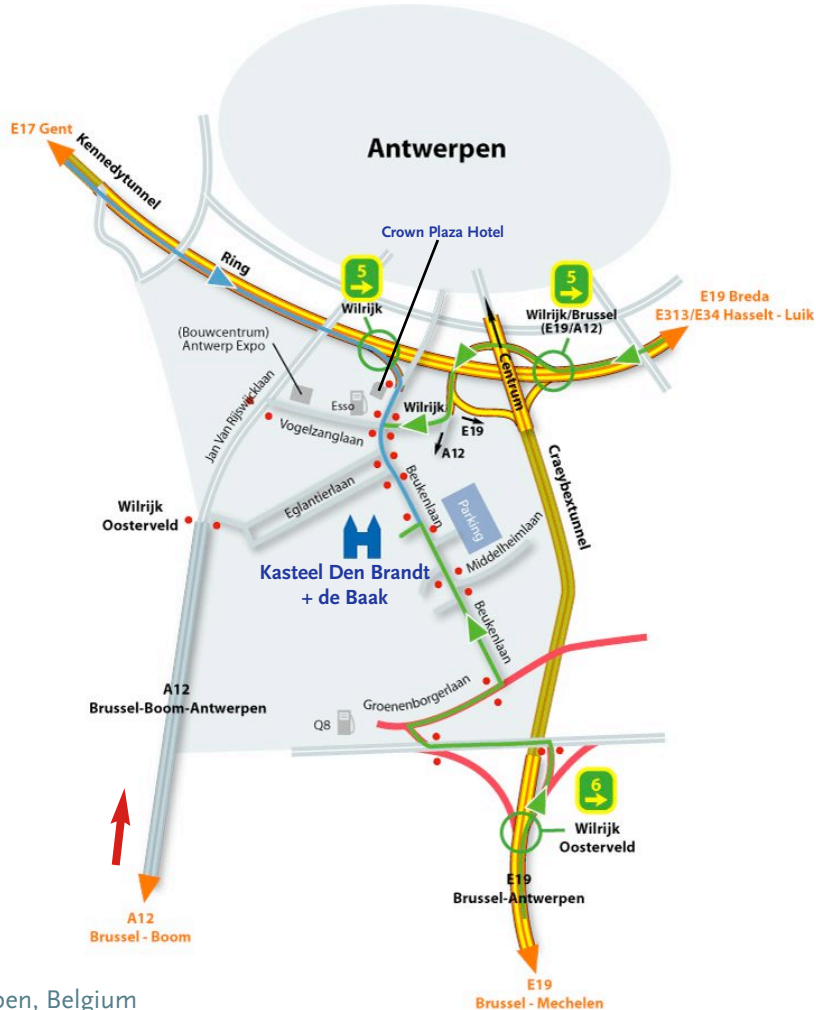 Antwerpen
E17 Gent
Kennedytunnel
Crown Plaza Hotel
Ring
5
Wilrijk
5
Wilrijk/Brussel
(E19/A12)
E19 Breda
E313/E34 Hasselt - Luik
(Bouwcentrum)
Antwerp Expo
Centrum
Jan Van Rijswijcklaan
Esso
Wilrijk
Vogelzanglaan
E19
A12
Craeybextunnel
Eglantierlaan
Beukenlaan
Parking
Wilrijk
Oosterveld
Middelheimlaan
Kasteel Den Brandt
+ de Baak
Beukenlaan
A12
Brussel-Boom-Antwerpen
Groenenborgerlaan
Q8
6
Wilrijk
Oosterveld
E19
Brussel-Antwerpen
A12
Brussel - Boom
E19
Brussel - Mechelen
pen, Belgium